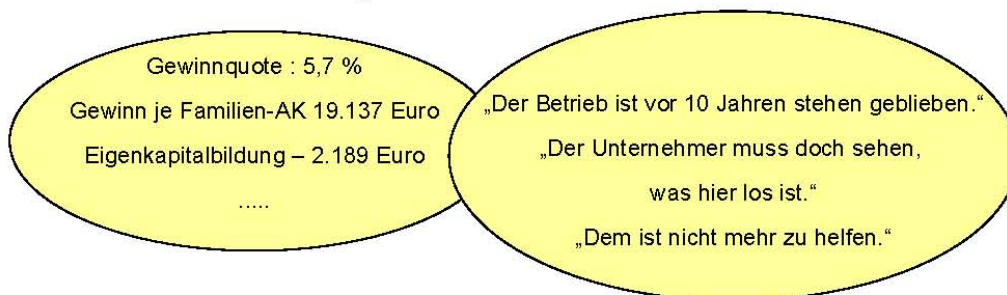 Gewinnquote : 5,7 %
Gewinn je Familien-AK 19.137 Euro
Eigenkapitalbildung – 2.189 Euro
.....
„Der Betrieb ist vor 10 Jahren stehen geblieben.“
„Der Unternehmer muss doch sehen,
was hier los ist.“
„Dem ist nicht mehr zu helfen.“